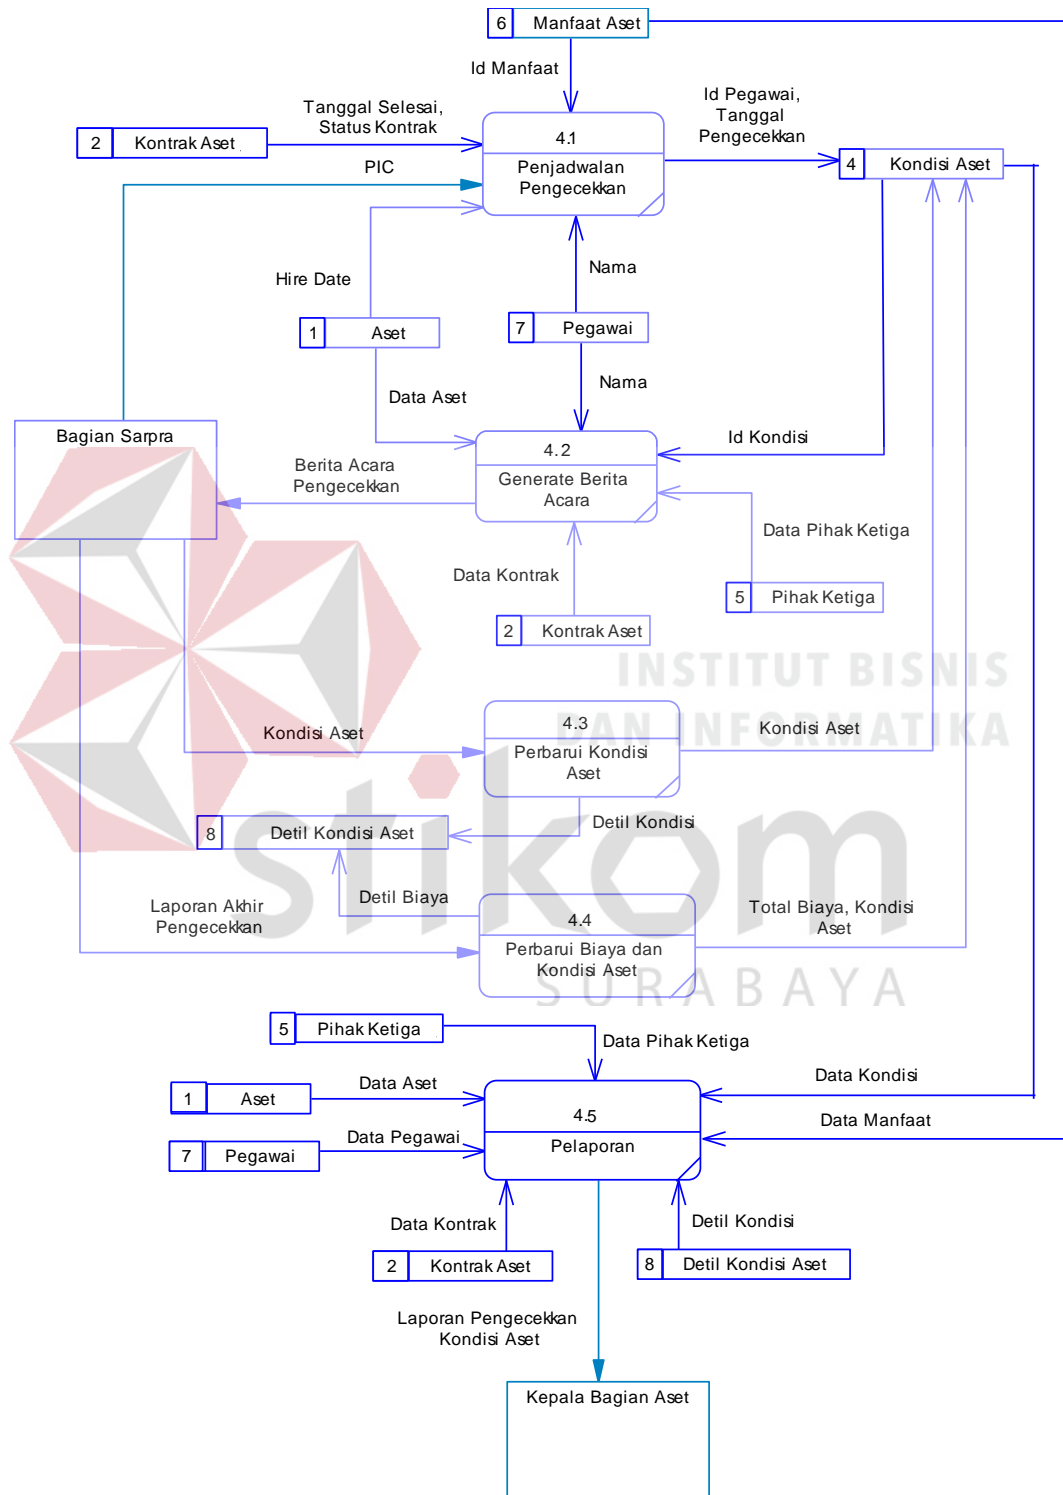 6 Manfaat Aset
Id Manfaat
Tanggal Selesai,
Status Kontrak
Id Pegawai,
Tanggal
Pengecekkan
2 Kontrak Aset
4.1
Penjadwalan
Pengecekkan
4 Kondisi Aset
PIC
Hire Date
Nama
1 Aset
7 Pegawai
Data Aset
Nama
Bagian Sarpra
4.2
Generate Berita
Acara
Id Kondisi
Berita Acara
Pengecekkan
Data Pihak Ketiga
Data Kontrak
5 Pihak Ketiga
2 Kontrak Aset
INSTITUT BISNIS
DAN INFORMATIKA
4.3
Perbarui Kondisi
Aset
Kondisi Aset
Kondisi Aset
stikom
8 Detil Kondisi Aset
Detil Kondisi
Detil Biaya
Laporan Akhir
Pengecekkan
4.4
Perbarui Biaya dan
Kondisi Aset
Total Biaya, Kondisi
Aset
SURABAYA
5 Pihak Ketiga
Data Pihak Ketiga
1 Aset
Data Aset
Data Kondisi
4.5
Pelaporan
Data Manfaat
7 Pegawai
Data Pegawai
Data Kontrak
Detil Kondisi
2 Kontrak Aset
8 Detil Kondisi Aset
Laporan Pengecekkan
Kondisi Aset
Kepala Bagian Aset